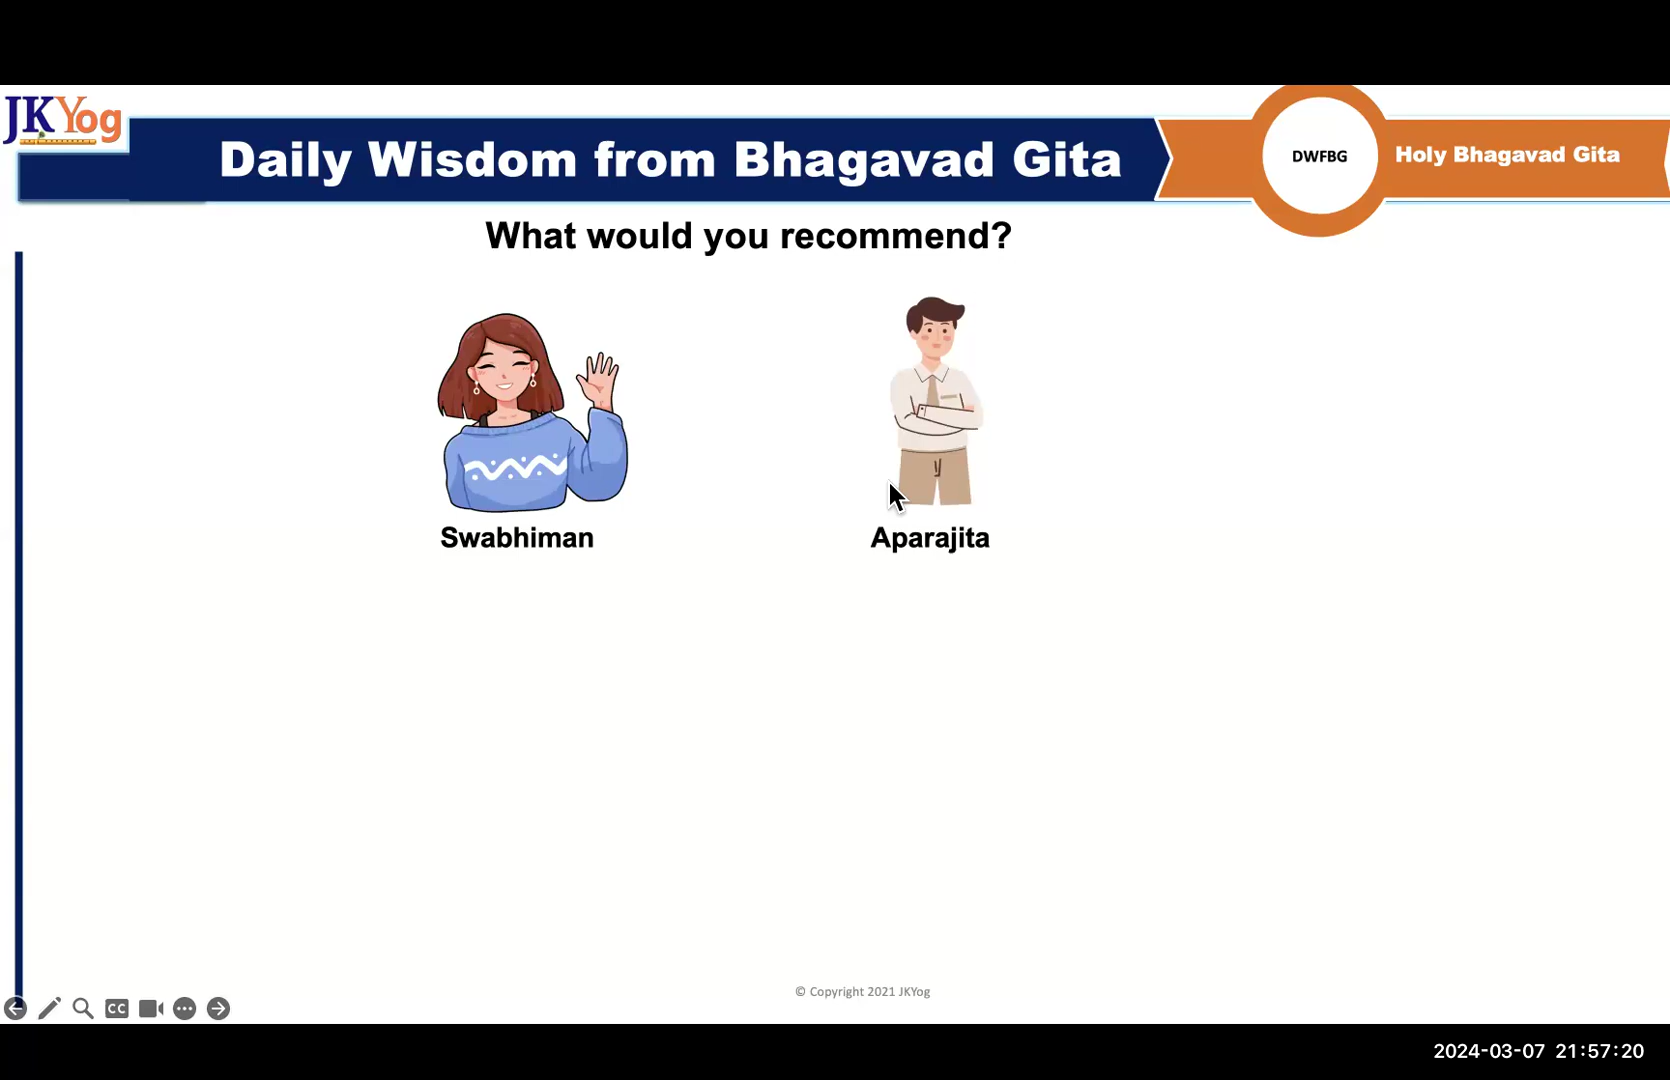 JKYog
Daily Wisdom from Bhagavad Gita
DWFBG
Holy Bhagavad Gita
What would you recommend?
Swabhiman
Aparajita
© Copyright 2021 JKYog
CC
2024-03-07 21:57:20